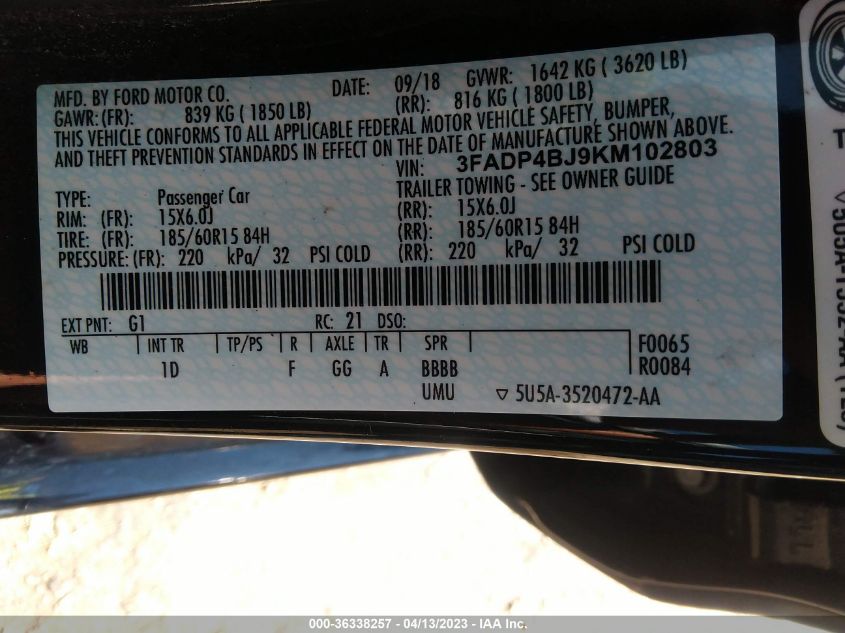 MFD. BY FORD MOTOR CO. DATE: 09/18 GVWR: 1642 KG ( 3620 LB)
GAWR:(FR): 839 KG ( 1850 LB) (RR): 816 KG ( 1800 LB)
THIS VEHICLE CONFORMS TO ALL APPLICABLE FEDERAL MOTOR VEHICLE SAFETY, BUMPER,
AND THEFT PREVENTION STANDARDS IN EFFECT ON THE DATE OF MANUFACTURE SHOWN ABOVE.
VIN: 3FADP4BJ9KM102803
TRAILER TOWING - SEE OWNER GUIDE
TYPE: Passenger Car
RIM: (FR): 15X6.0J (RR): 15X6.0J
TIRE: (FR): 185/60R15 84H (RR): 185/60R15 84H
PRESSURE: (FR): 220 kPa/ 32 PSI COLD (RR): 220 kPa/ 32 PSI COLD
EXT PNT: G1 RC: 21 DSO:
WB INT TR TP/PS R AXLE TR SPR F0065
1D F GG A BBBB R0084
UMU ▽ 5U5A-3520472-AA
000-36338257 - 04/13/2023 - IAA Inc.